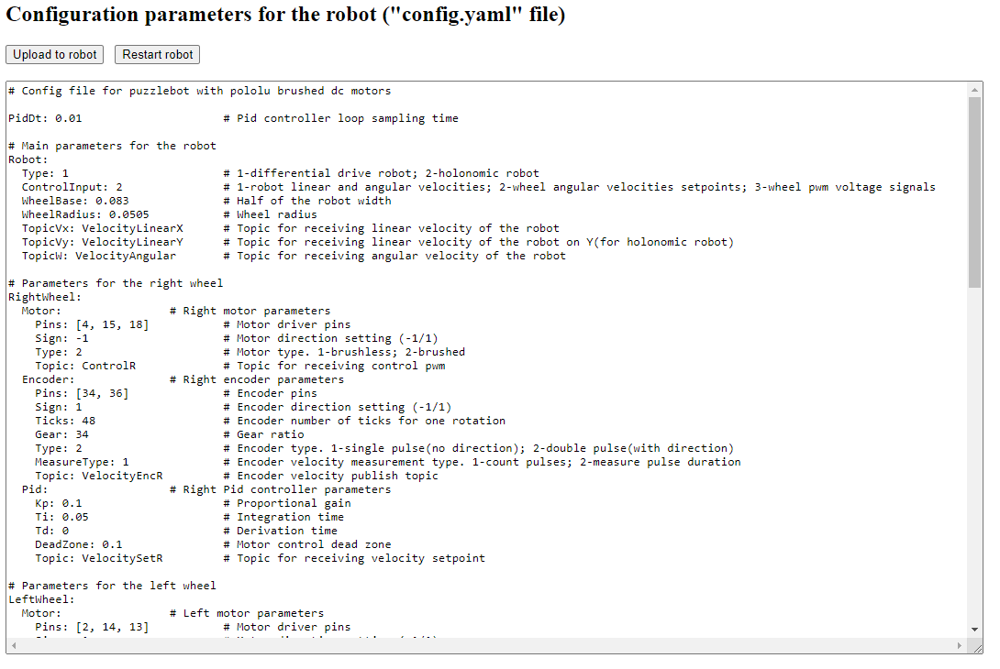 Configuration parameters for the robot ("config.yaml" file)
Upload to robot Restart robot
# Config file for puzzlebot with pololu brushed dc motors
PidDt: 0.01 # Pid controller loop sampling time
# Main parameters for the robot
Robot:
Type: 1 # 1-differential drive robot; 2-holonomic robot
ControlInput: 2 # 1-robot linear and angular velocities; 2-wheel angular velocities setpoints; 3-wheel pwm voltage signals
WheelBase: 0.083 # Half of the robot width
WheelRadius: 0.0505 # Wheel radius
TopicVx: VelocityLinearX # Topic for receiving linear velocity of the robot
TopicVy: VelocityLinearY # Topic for receiving linear velocity of the robot on Y(for holonomic robot)
TopicW: VelocityAngular # Topic for receiving angular velocity of the robot
# Parameters for the right wheel
RightWheel:
Motor: # Right motor parameters
Pins: [4, 15, 18] # Motor driver pins
Sign: -1 # Motor direction setting (-1/1)
Type: 2 # Motor type. 1-brushless; 2-brushed
Topic: ControlR # Topic for receiving control pwm
Encoder: # Right encoder parameters
Pins: [34, 36] # Encoder pins
Sign: 1 # Encoder direction setting (-1/1)
Ticks: 48 # Encoder number of ticks for one rotation
Gear: 34 # Gear ratio
Type: 2 # Encoder type. 1-single pulse(no direction); 2-double pulse(with direction)
MeasureType: 1 # Encoder velocity measurement type. 1-count pulses; 2-measure pulse duration
Topic: VelocityEncR # Encoder velocity publish topic
Pid: # Right Pid controller parameters
Kp: 0.1 # Proportional gain
Ti: 0.05 # Integration time
Td: 0 # Derivation time
DeadZone: 0.1 # Motor control dead zone
Topic: VelocitySetR # Topic for receiving velocity setpoint
# Parameters for the left wheel
LeftWheel:
Motor: # Left motor parameters
Pins: [2, 14, 13] # Motor driver pins